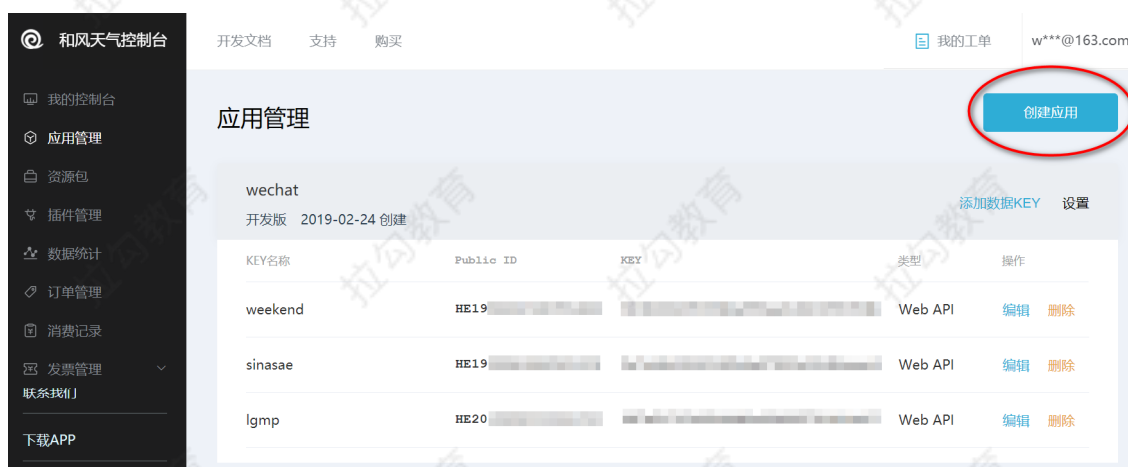 和风天气控制台
开发文档 支持 购买 我的工单 w***@163.com
我的控制台
应用管理
资源包
插件管理
数据统计
订单管理
消费记录
发票管理
联系我们
下载APP
应用管理 创建应用
wechat
开发版 2019-02-24 创建 添加数据KEY 设置
KEY名称 Public ID KEY 类型 操作
weekend HE19 Web API 编辑 删除
sinasae HE19 Web API 编辑 删除
lgmp HE20 Web API 编辑 删除
拉勾教育